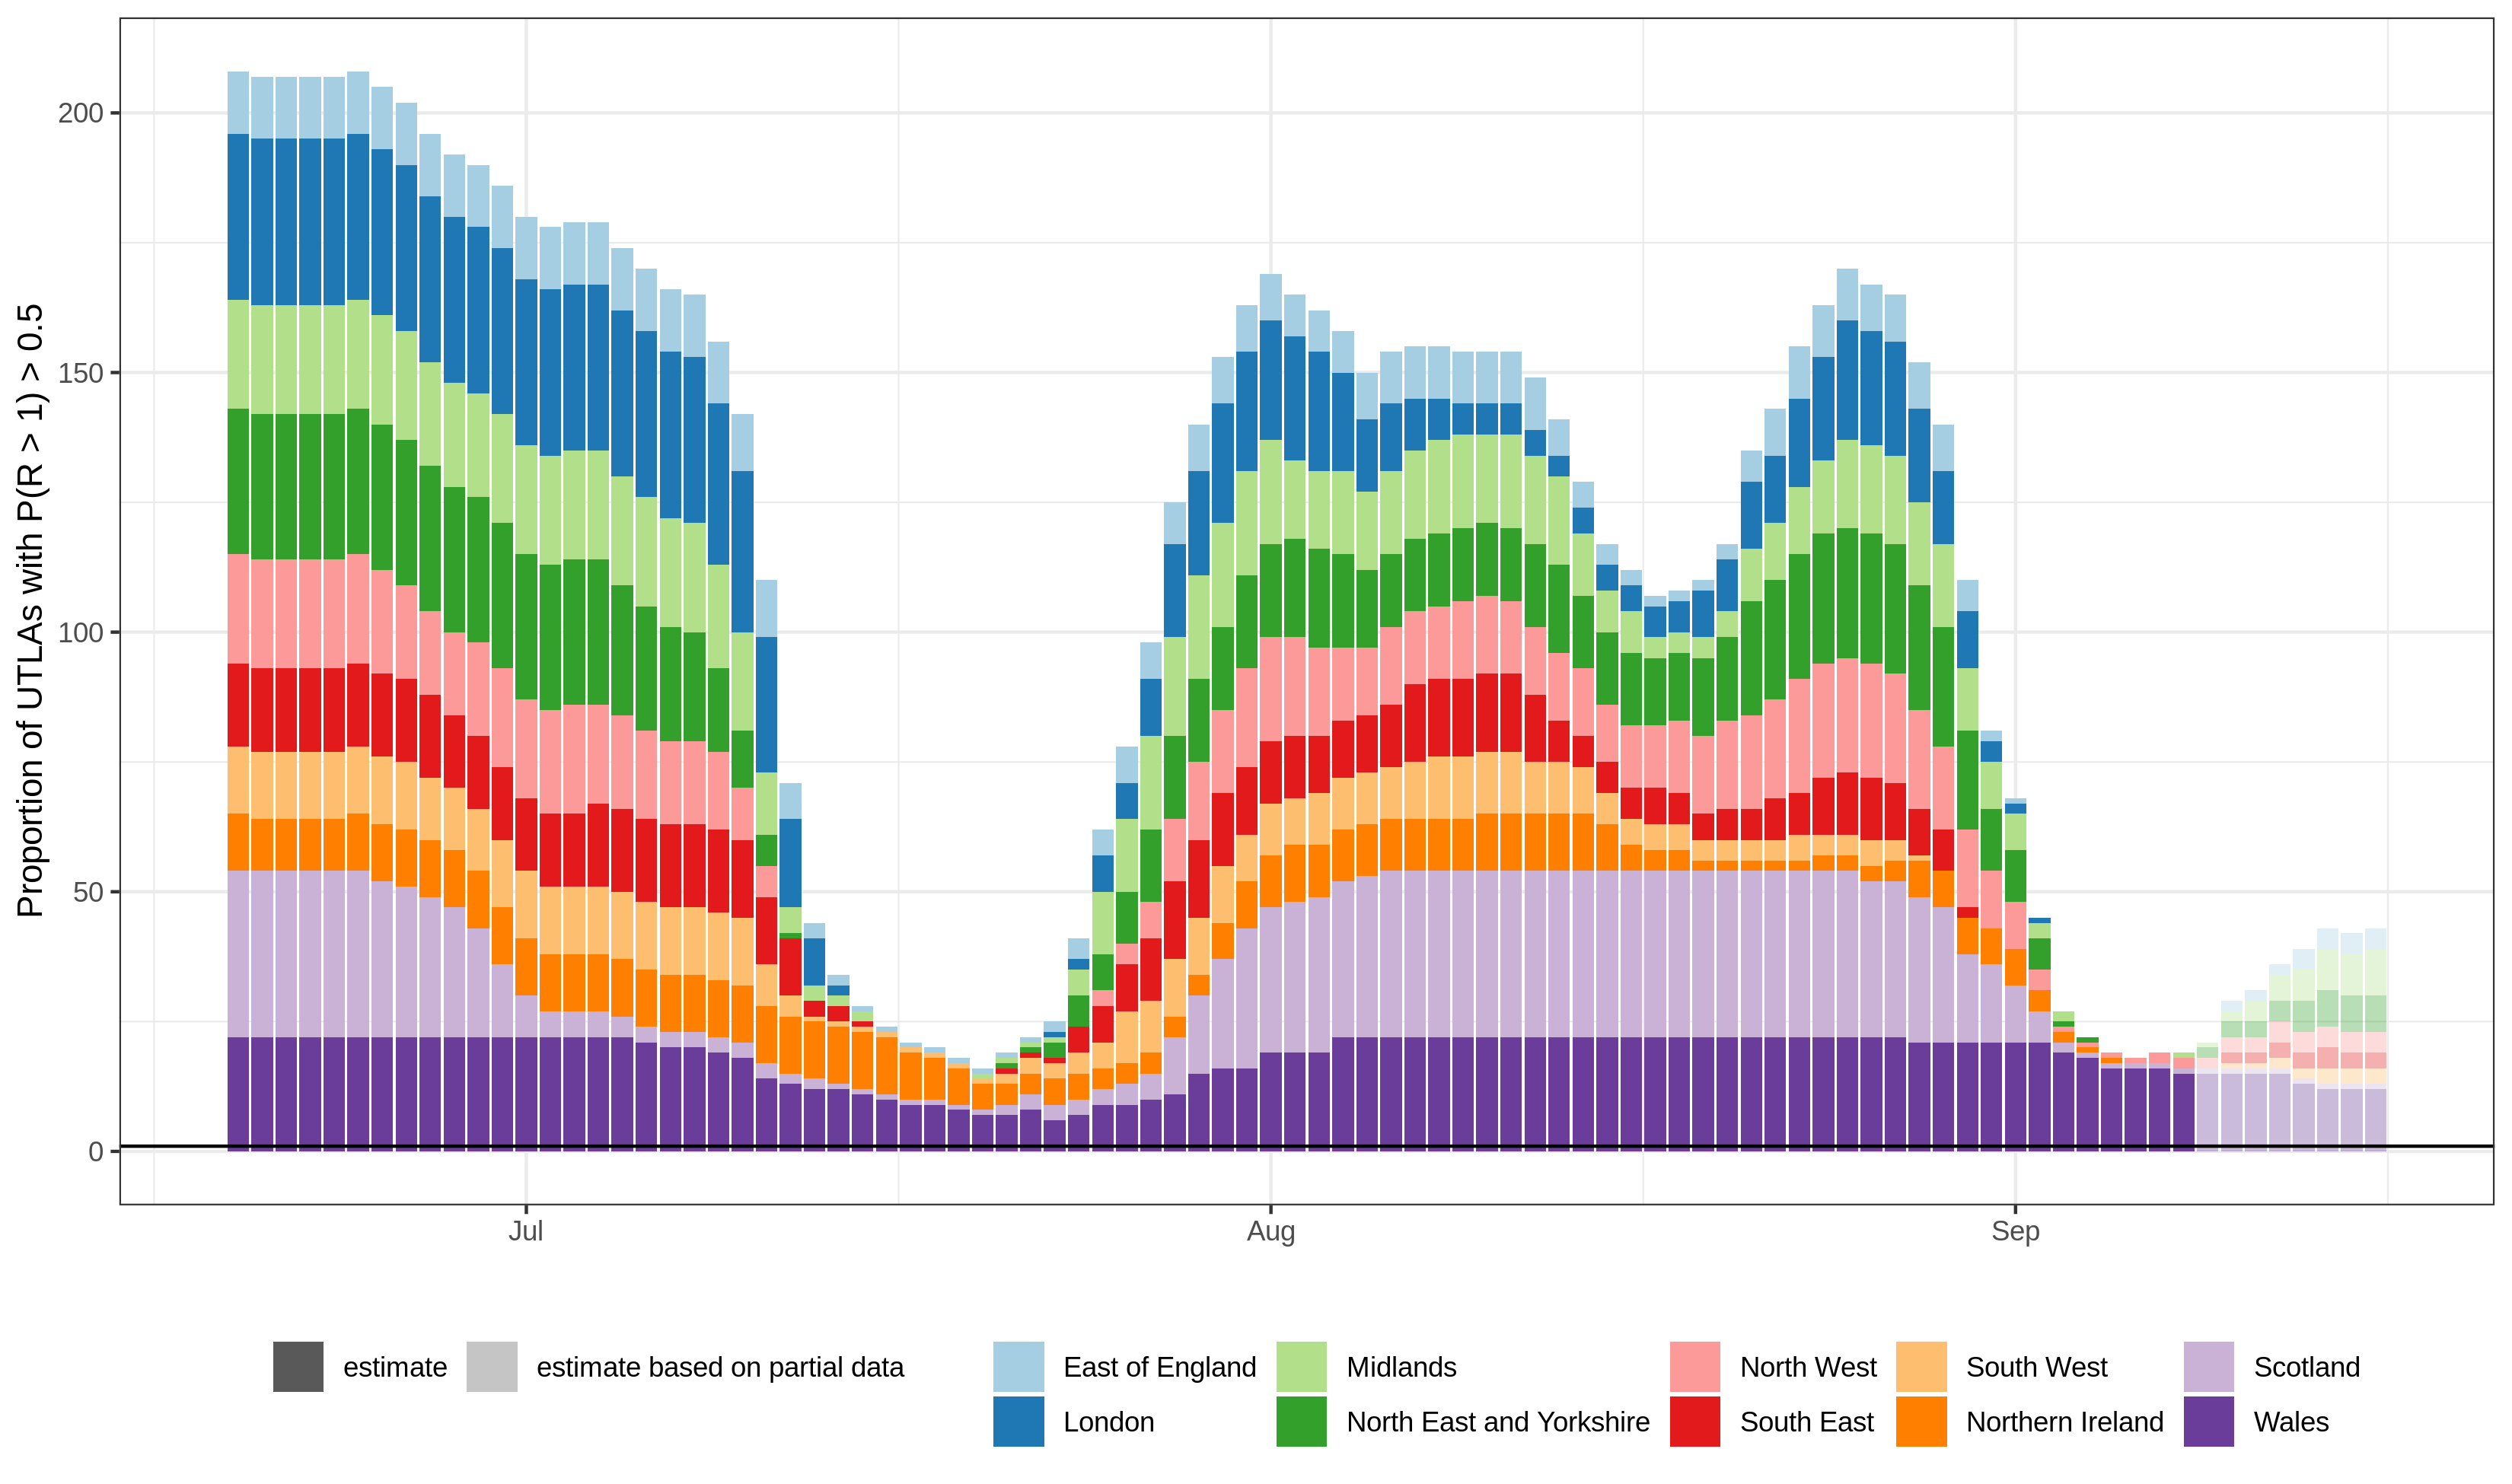 Proportion of UTLAs with P(R > 1) > 0.5
200
150
100
50
0
Jul Aug Sep
estimate estimate based on partial data East of England Midlands North West South West Scotland
London North East and Yorkshire South East Northern Ireland Wales